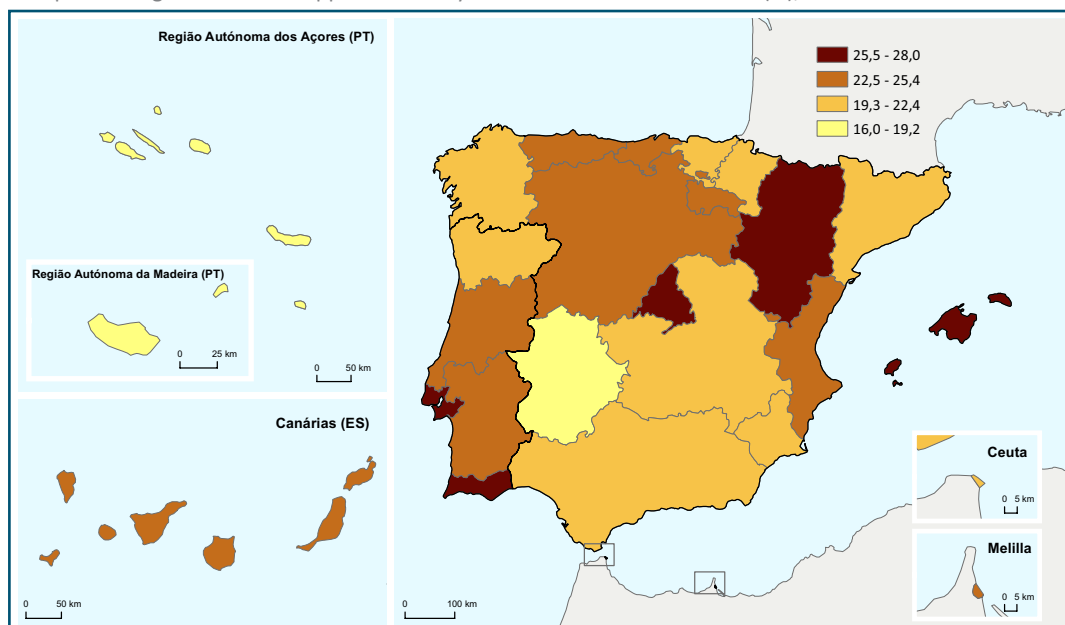 Região Autónoma dos Açores (PT)
Região Autónoma da Madeira (PT)
0 25 km
0 50 km
Canárias (ES)
0 50 km
25,5 - 28,0
22,5 - 25,4
19,3 - 22,4
16,0 - 19,2
0 100 km
Ceuta
0 5 km
Melilla
0 5 km